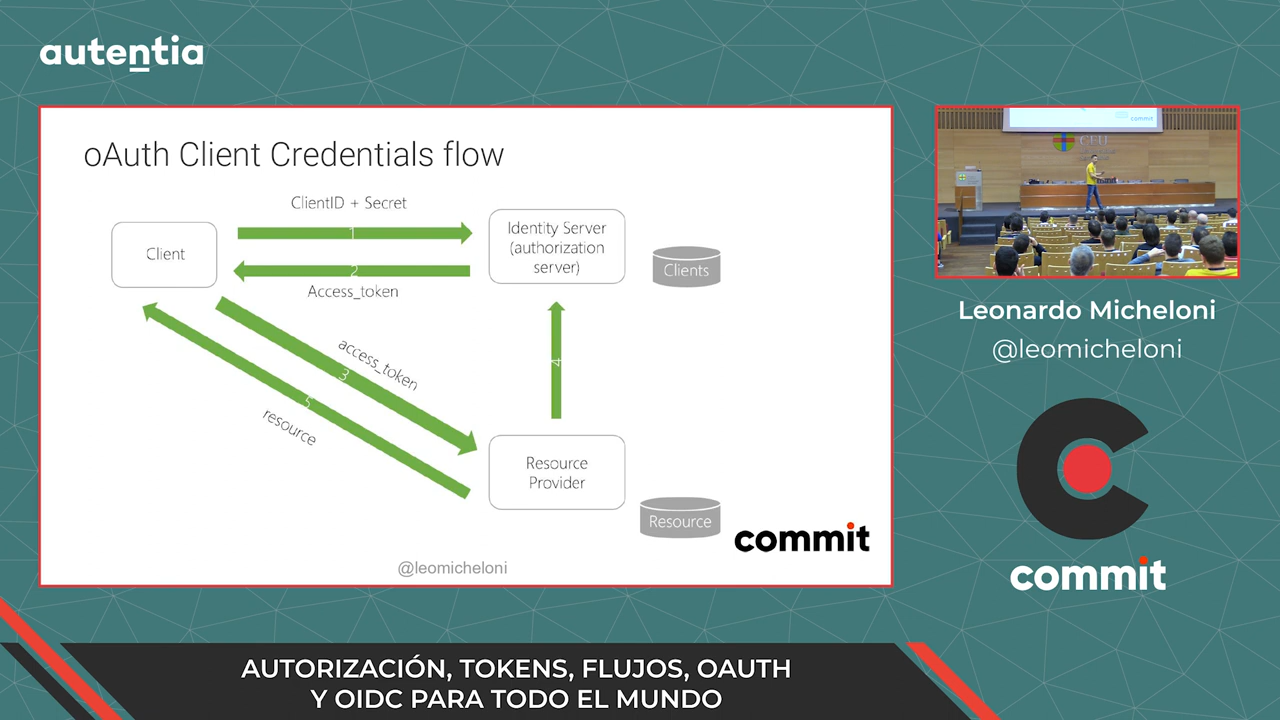 autentia
oAuth Client Credentials flow
ClientID + Secret
Client
1
Identity Server
(authorization
server)
Clients
2
Access_token
access_token
3
4
5
resource
Resource
Provider
Resource
commit
@leomicheloni
commit
CEU
Leonardo Micheloni
@leomicheloni
commit
AUTORIZACIÓN, TOKENS, FLUJOS, OAUTH
Y OIDC PARA TODO EL MUNDO